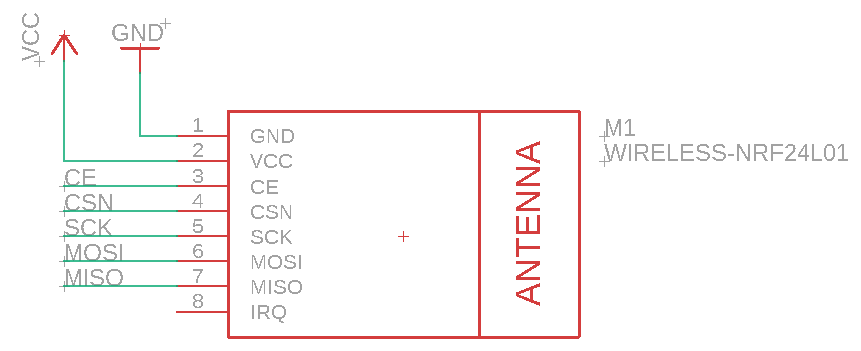 VCC
GND
1 GND
2 VCC
CE 3 CE
CSN 4 CSN
SCK 5 SCK
MOSI 6 MOSI
MISO 7 MISO
8 IRQ
ANTENNA
M1
WIRELESS-NRF24L01